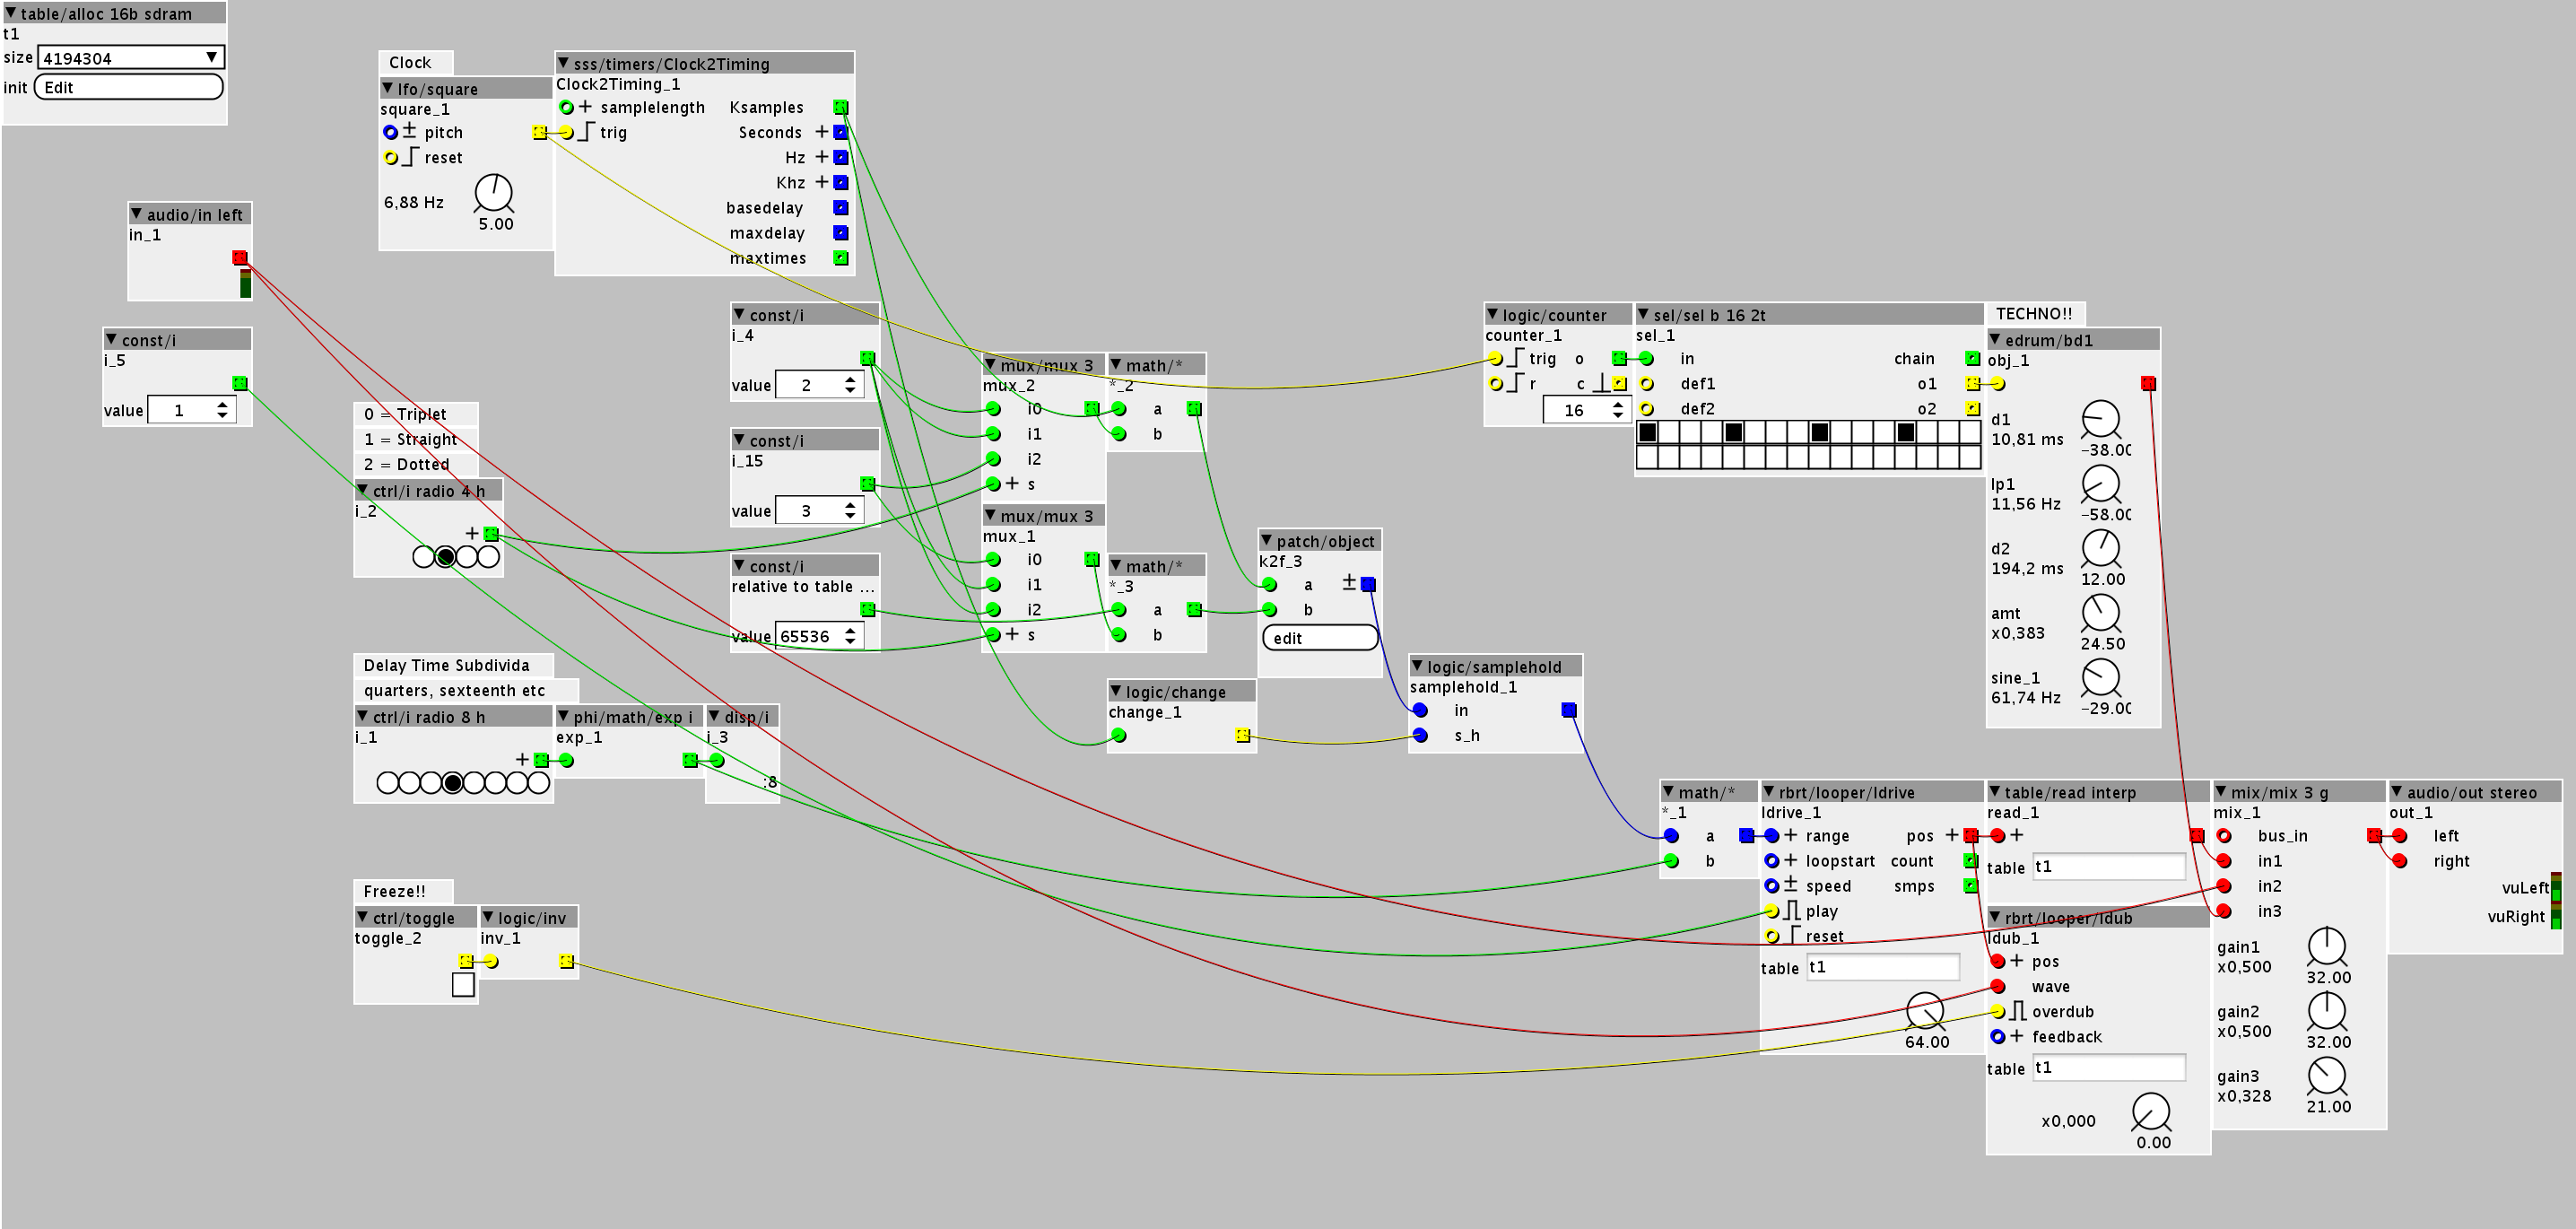 table/alloc 16b sdram
t1
size 4194304
init Edit
Clock
lfo/square
square_1
± pitch
reset
6,88 Hz
5.00
sss/timers/Clock2Timing
Clock2Timing_1
+ samplelength Ksamples
trig Seconds +
Hz +
Khz +
basedelay
maxdelay
maxtimes
audio/in left
in_1
const/i
i_5
value 1
0 = Triplet
1 = Straight
2 = Dotted
ctrl/i radio 4 h
i_2
+
const/i
i_4
value 2
const/i
i_15
value 3
const/i
relative to table ...
value 65536
mux/mux 3
mux_2
i0
i1
i2
+ s
mux/mux 3
mux_1
i0
i1
i2
+ s
math/*
*_2
a
b
math/*
*_3
a
b
patch/object
k2f_3
a ±
b
edit
logic/change
change_1
logic/samplehold
samplehold_1
in
s_h
logic/counter
counter_1
trig o
r c
16
sel/sel b 16 2t
sel_1
in chain
def1 o1
def2 o2
TECHNO!!
edrum/bd1
obj_1
d1
10,81 ms
-38.00
lp1
11,56 Hz
-58.00
d2
194,2 ms
12.00
amt
x0,383
24.50
sine_1
61,74 Hz
-29.00
Delay Time Subdivida
quarters, sexteenth etc
ctrl/i radio 8 h
i_1
+
phi/math/exp i
exp_1
disp/i
i_3
:8
Freeze!!
ctrl/toggle
toggle_2
logic/inv
inv_1
math/*
*_1
a
b
rbrt/looper/ldrive
ldrive_1
+ range pos +
+ loopstart count
± speed smps
play
reset
table t1
64.00
table/read interp
read_1
+
table t1
rbrt/looper/ldub
ldub_1
+ pos
wave
overdub
+ feedback
table t1
x0,000
0.00
mix/mix 3 g
mix_1
bus_in
in1
in2
in3
gain1
x0,500
32.00
gain2
x0,500
32.00
gain3
x0,328
21.00
audio/out stereo
out_1
left
right
vuLeft
vuRight